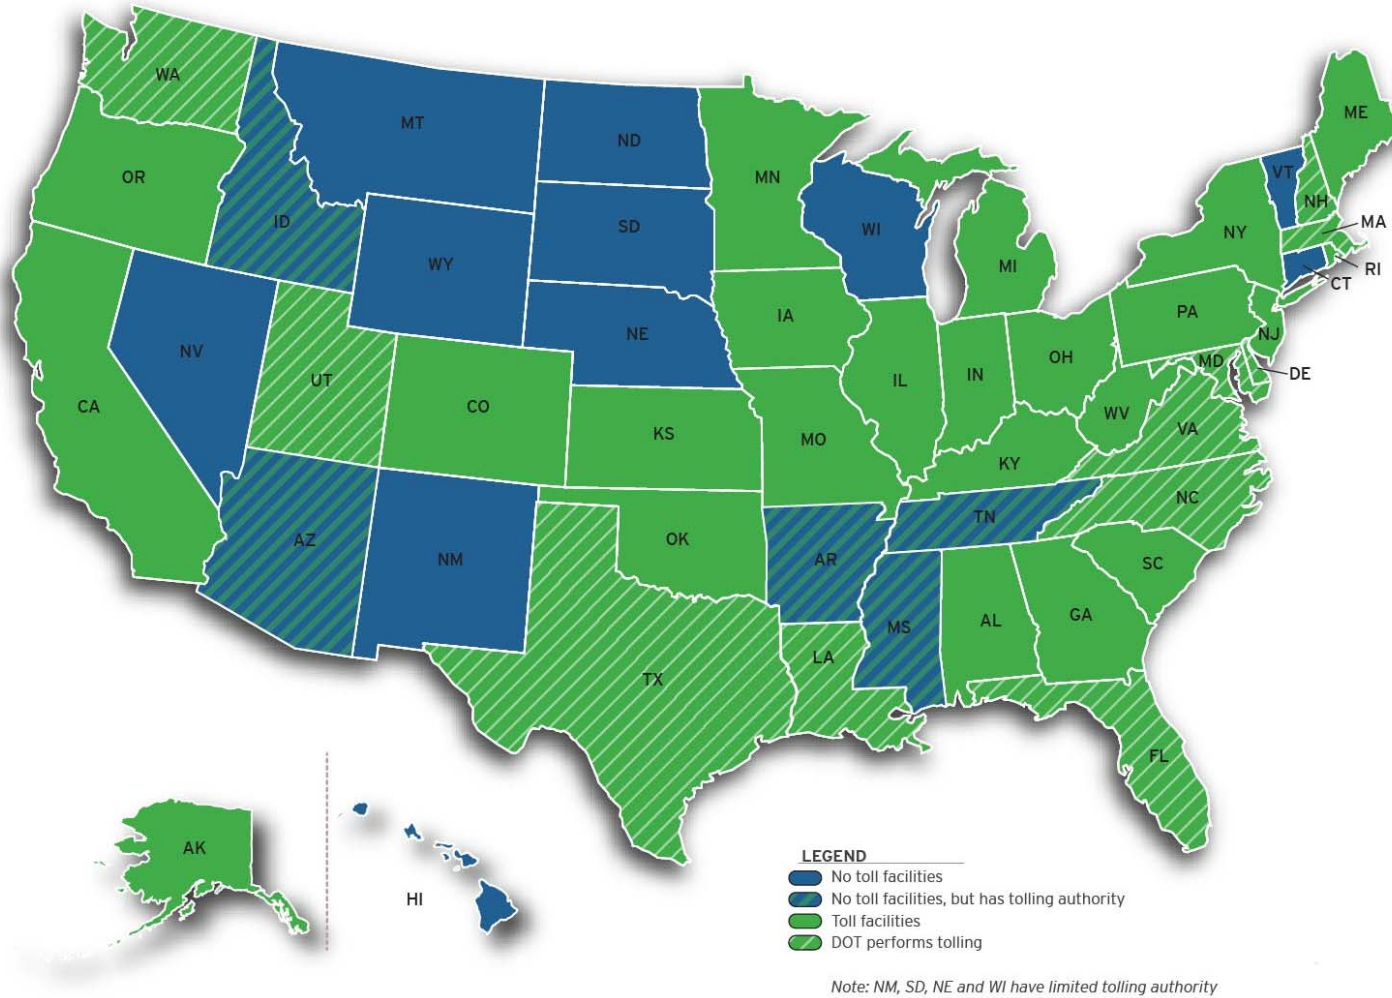 WA
ME
MT
ND
VT
OR
MN
NH
ID
SD
MA
WI
NY
WY
MI
RI
CT
IA
PA
NE
NJ
NV
OH
MD
UT
IL
IN
DE
CA
CO
WV
KS
MO
VA
KY
NC
TN
AZ
OK
NM
AR
SC
GA
AL
MS
LA
TX
FL
AK
HI
LEGEND
No toll facilities
No toll facilities, but has tolling authority
Toll facilities
DOT performs tolling
Note: NM, SD, NE and WI have limited tolling authority